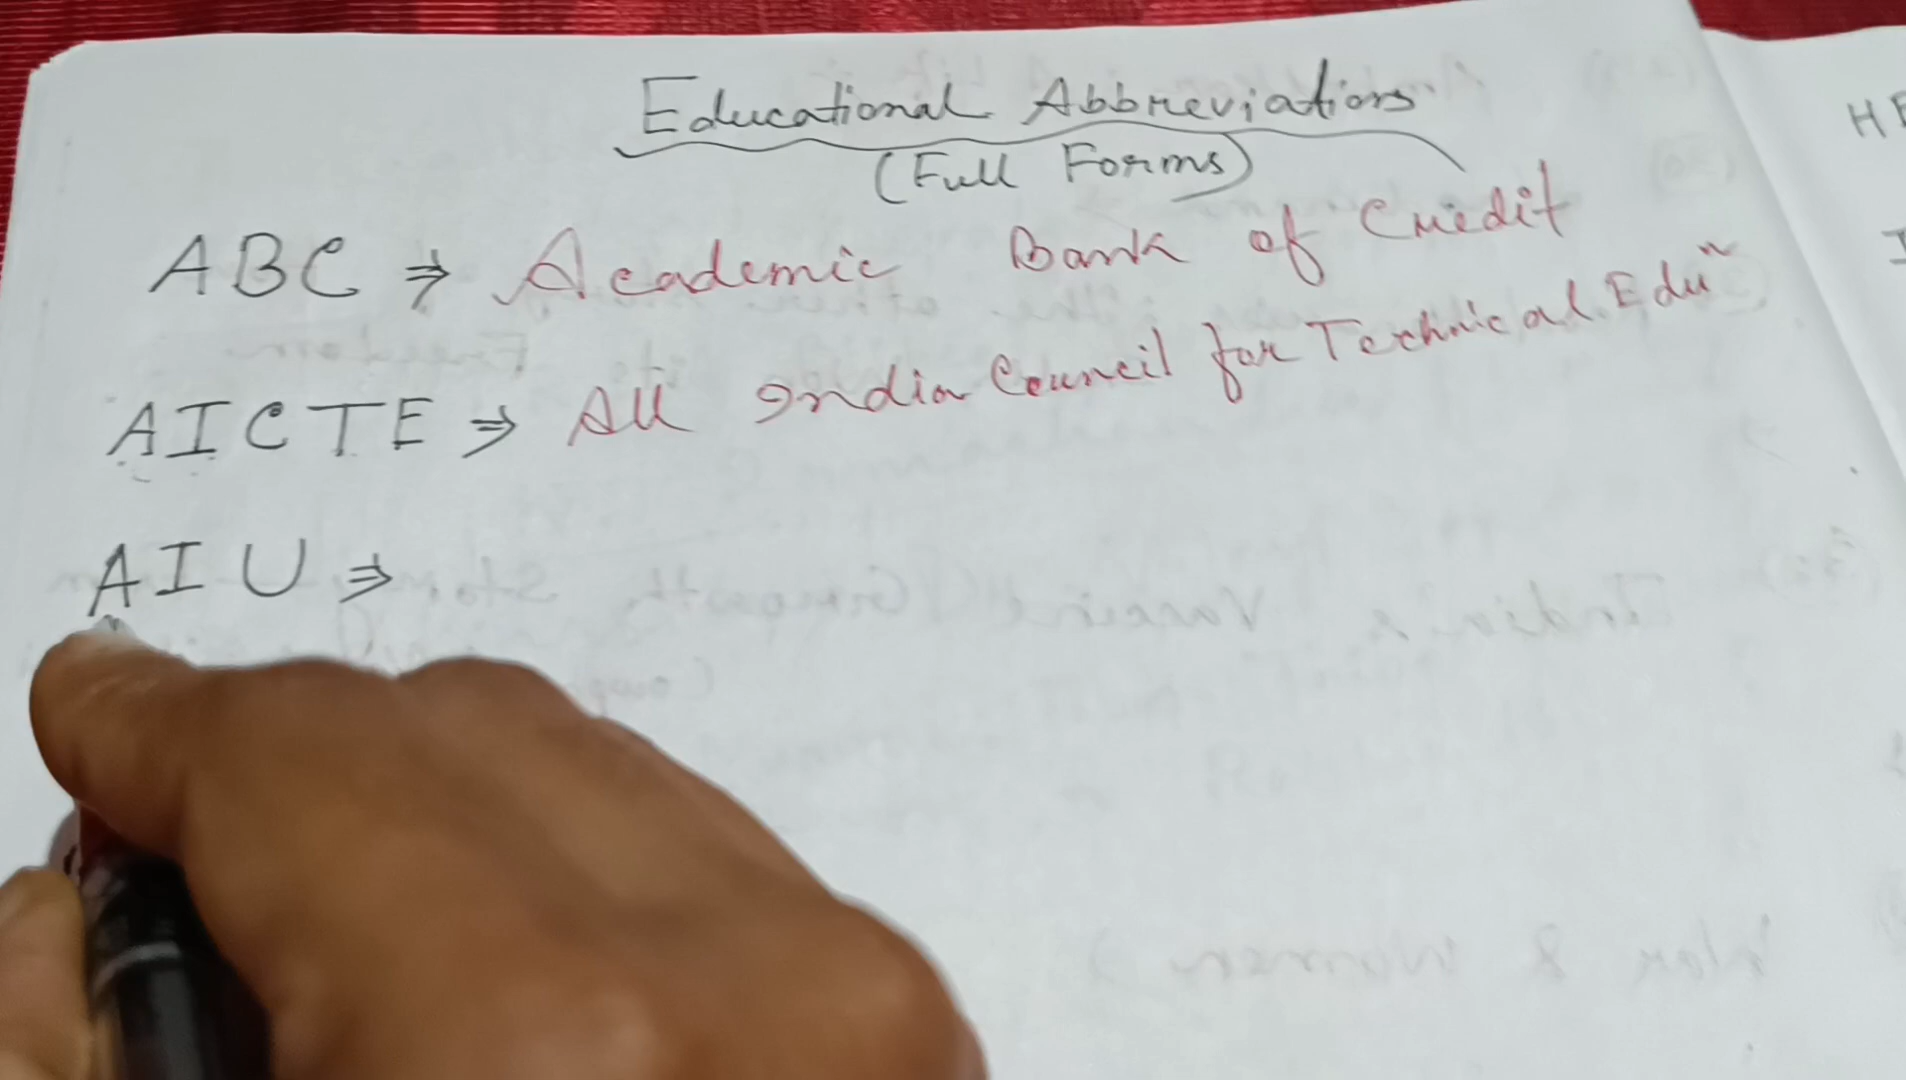 Educational Abbreviations
(Full Forms)
ABC ⇒ Academic Bank of Credit
AICTE ⇒ All India Council for Technical Eduⁿ
AIU ⇒